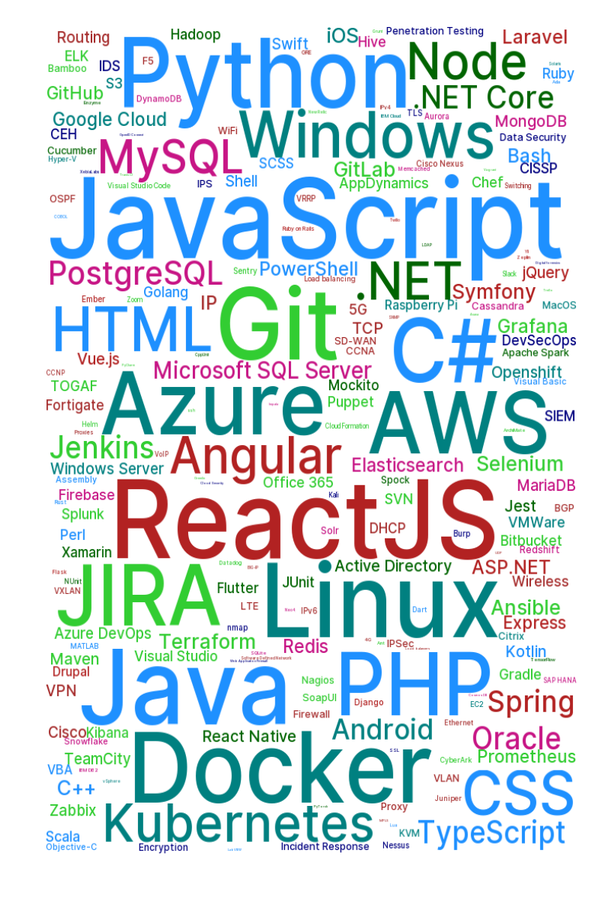 Hadoop
iOS
Penetration Testing
Routing
Hive
Swift
Laravel
Python
Node
ELK
IDS
F5
Bamboo
Ruby
S3
GitHub
DynamoDB
.NET Core
IPv4
TLS
Aurora
MongoDB
Google Cloud
WiFi
Windows
CEH
Data Security
Cucumber
MySQL
Bash
Hyper-V
SCSS
GitLab
Memcached
Cisco Nexus
CISSP
Visual Studio Code
IPS
Shell
AppDynamics
Chef
Switching
OSPF
VRRP
JavaScript
Ruby on Rails
PostgreSQL
Sentry
PowerShell
Load balancing
.NET
Slack
jQuery
Golang
Symfony
Ember
Zoom
IP
Git
5G
Raspberry Pi
Cassandra
MacOS
HTML
TCP
C#
Grafana
SD-WAN
CCNA
DevSecOps
Apache Spark
Vue.js
CCNP
Microsoft SQL Server
Openshift
Visual Basic
TOGAF
Mockito
Azure
Puppet
AWS
Fortigate
SIEM
Helm
CloudFormation
Proxies
Jenkins
VoIP
Angular
Windows Server
Elasticsearch
Selenium
Assembly
Office 365
Spock
MariaDB
Firebase
Kali
SVN
ReactJS
Jest
BGP
Splunk
VMWare
Perl
Solr
DHCP
Burp
Bitbucket
Xamarin
Redshift
Active Directory
ASP.NET
Flask
NUnit
JIRA
Flutter
JUnit
Linux
Wireless
VXLAN
LTE
IPv6
Dart
Ansible
Express
Azure DevOps
nmap
Citrix
Terraform
Redis
IPSec
MATLAB
Kotlin
Maven
Visual Studio
Drupal
Java
PHP
Gradle
SAP HANA
VPN
Nagios
SoapUI
Django
EC2
Spring
Firewall
Ethernet
Cisco
Kibana
React Native
Android
Oracle
Snowflake
TeamCity
Docker
CyberArk
Prometheus
VBA
C++
VLAN
CSS
Zabbix
Juniper
Kubernetes
Proxy
Scala
KVM
TypeScript
Objective-C
Encryption
Incident Response
Nessus